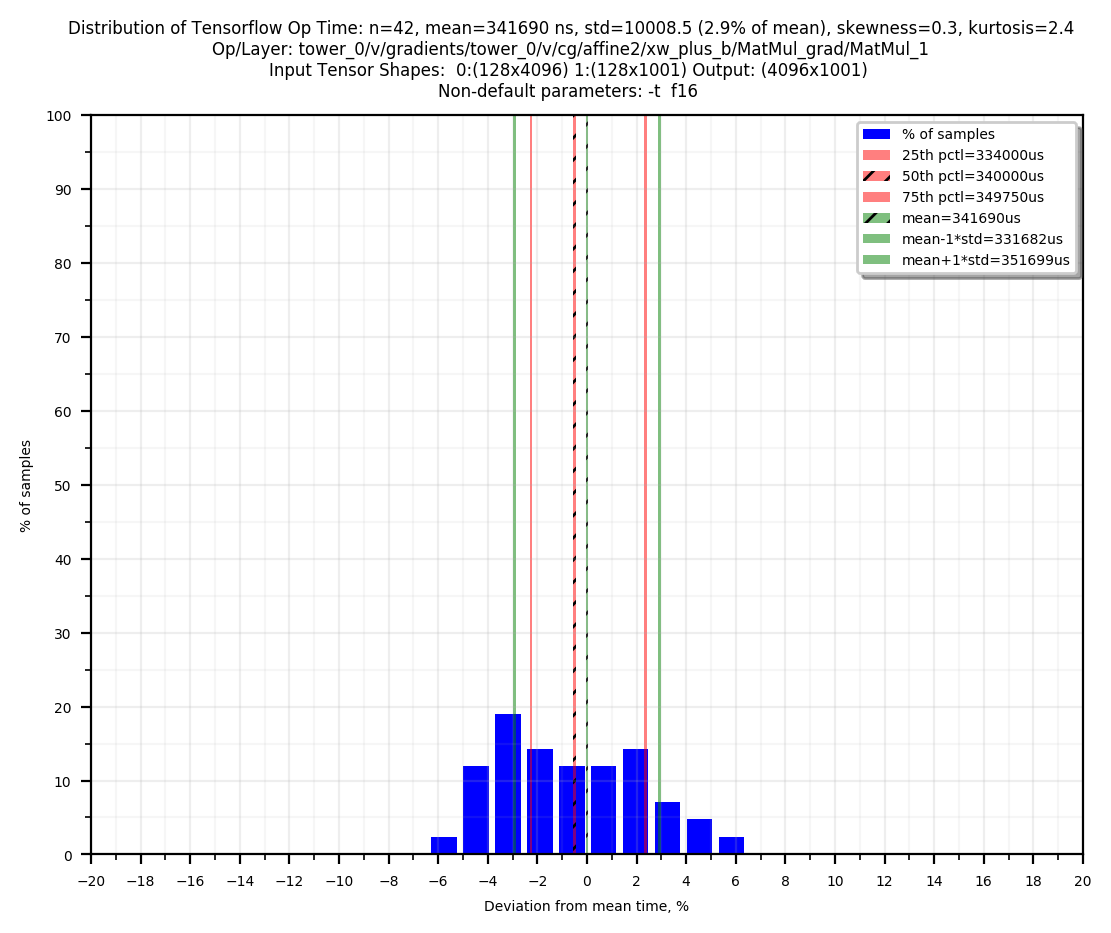 Distribution of Tensorflow Op Time: n=42, mean=341690 ns, std=10008.5 (2.9% of mean), skewness=0.3, kurtosis=2.4
Op/Layer: tower_0/v/gradients/tower_0/v/cg/affine2/xw_plus_b/MatMul_grad/MatMul_1
Input Tensor Shapes:  0:(128x4096) 1:(128x1001) Output: (4096x1001)
Non-default parameters: -t  f16
% of samples
25th pctl=334000us
50th pctl=340000us
75th pctl=349750us
mean=341690us
mean-1*std=331682us
mean+1*std=351699us
% of samples
100
90
80
70
60
50
40
30
20
10
0
−20 −18 −16 −14 −12 −10 −8 −6 −4 −2 0 2 4 6 8 10 12 14 16 18 20
Deviation from mean time, %